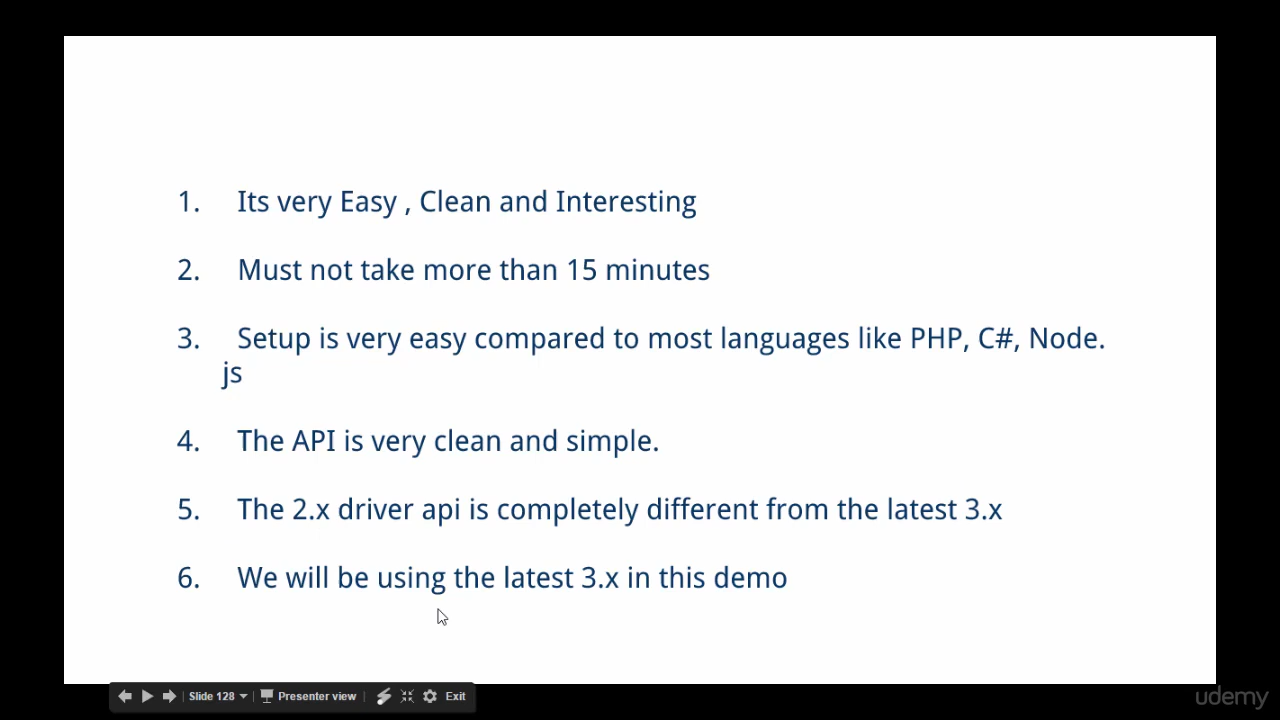 1. Its very Easy , Clean and Interesting
2. Must not take more than 15 minutes
3. Setup is very easy compared to most languages like PHP, C#, Node.
js
4. The API is very clean and simple.
5. The 2.x driver api is completely different from the latest 3.x
6. We will be using the latest 3.x in this demo
Slide 128 Presenter view Exit
udemy